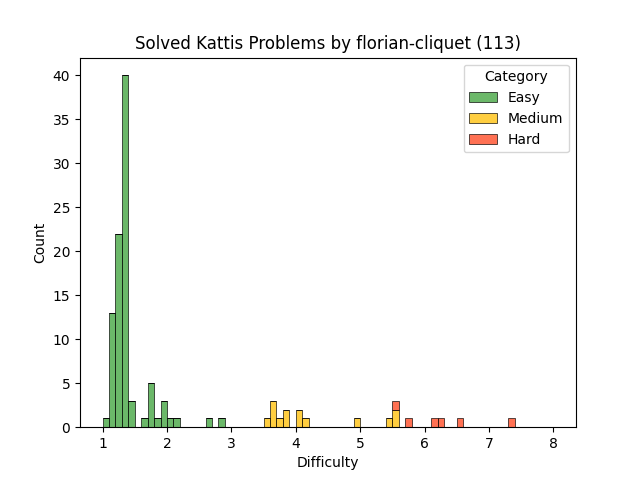 Solved Kattis Problems by florian-cliquet (113)
Category
Easy
Medium
Hard
40
35
30
25
20
15
10
5
0
Count
1 2 3 4 5 6 7 8
Difficulty